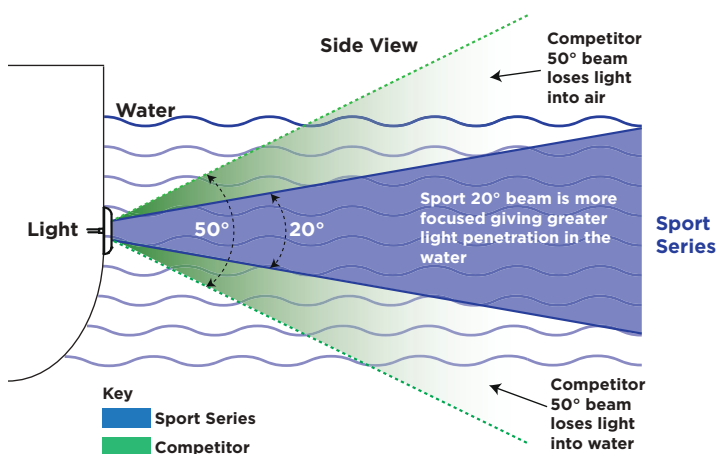 Side View
Competitor
50° beam
loses light
into air
Water
Light
50°
20°
Sport 20° beam is more
focused giving greater
light penetration in the
water
Sport
Series
Key
Sport Series
Competitor
Competitor
50° beam
loses light
into water